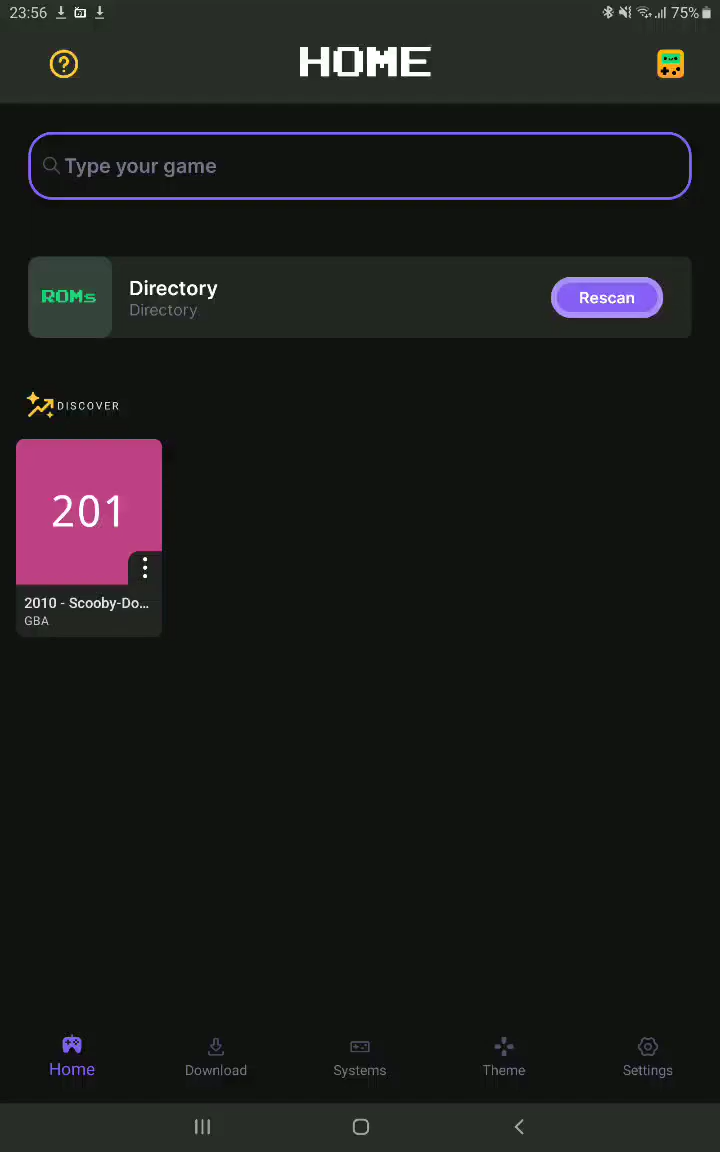 23:56
75%
HOME
Type your game
ROMs
Directory
Directory
Rescan
DISCOVER
201
2010 - Scooby-Do...
GBA
Home
Download
Systems
Theme
Settings